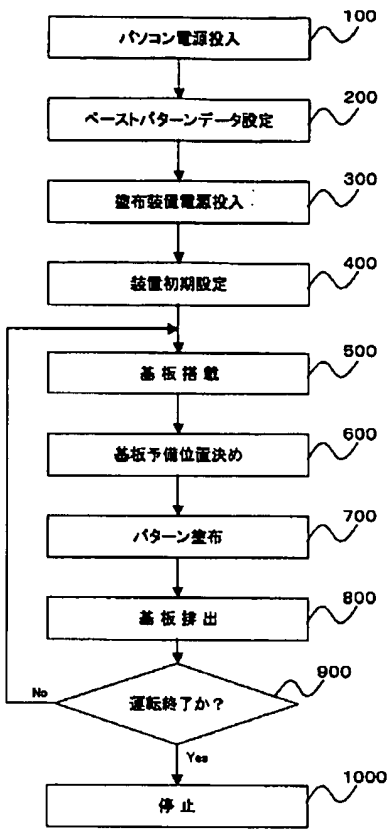 100
パソコン電源投入
200
ペーストパターンデータ設定
300
塗布装置電源投入
400
装置初期設定
500
基板搭載
600
基板予備位置決め
700
パターン塗布
800
基板排出
900
運転終了か?
No
Yes
1000
停止